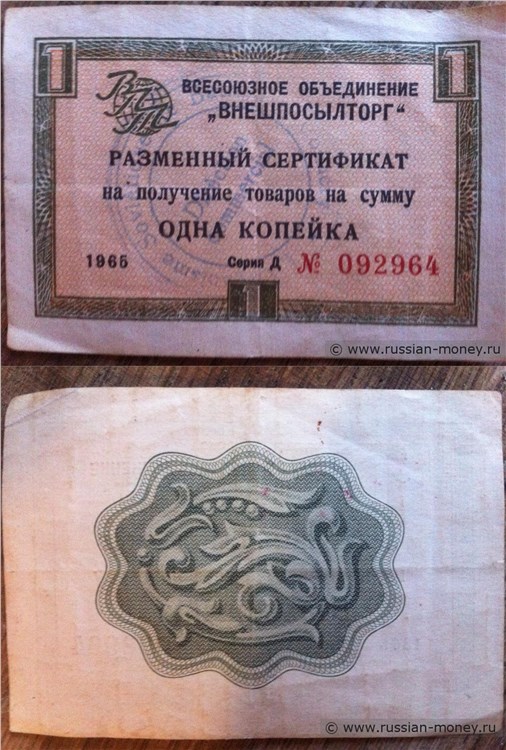 1 1
ВПТ
ВСЕСОЮЗНОЕ ОБЪЕДИНЕНИЕ
„ВНЕШПОСЫЛТОРГ“
РАЗМЕННЫЙ СЕРТИФИКАТ
на получение товаров на сумму
ОДНА КОПЕЙКА
1965 Серия Д № 092964
1
© www.russian-money.ru
© www.russian-money.ru